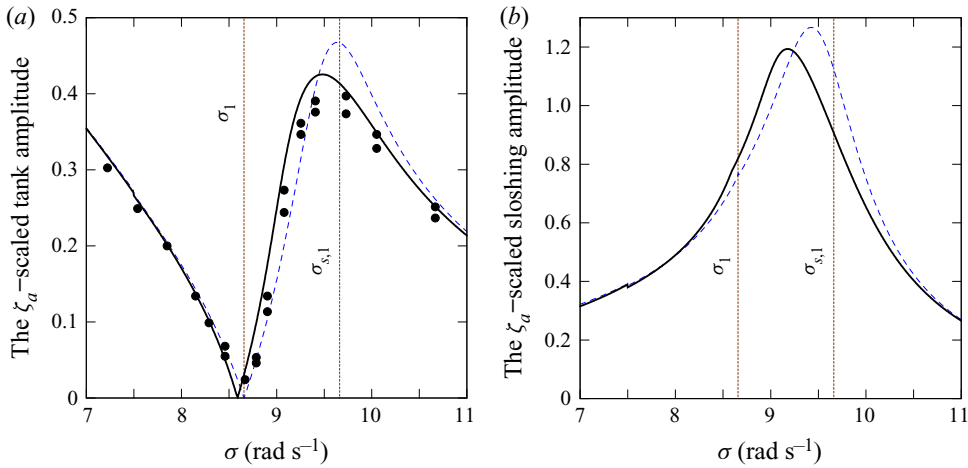 (a)
The ζa–scaled tank amplitude
0.5
0.4
0.3
0.2
0.1
0
7
8
9
10
11
σ1
σs,1
σ (rad s–1)
(b)
The ζa–scaled sloshing amplitude
1.2
1.0
0.8
0.6
0.4
0.2
0
7
8
9
10
11
σ1
σs,1
σ (rad s–1)